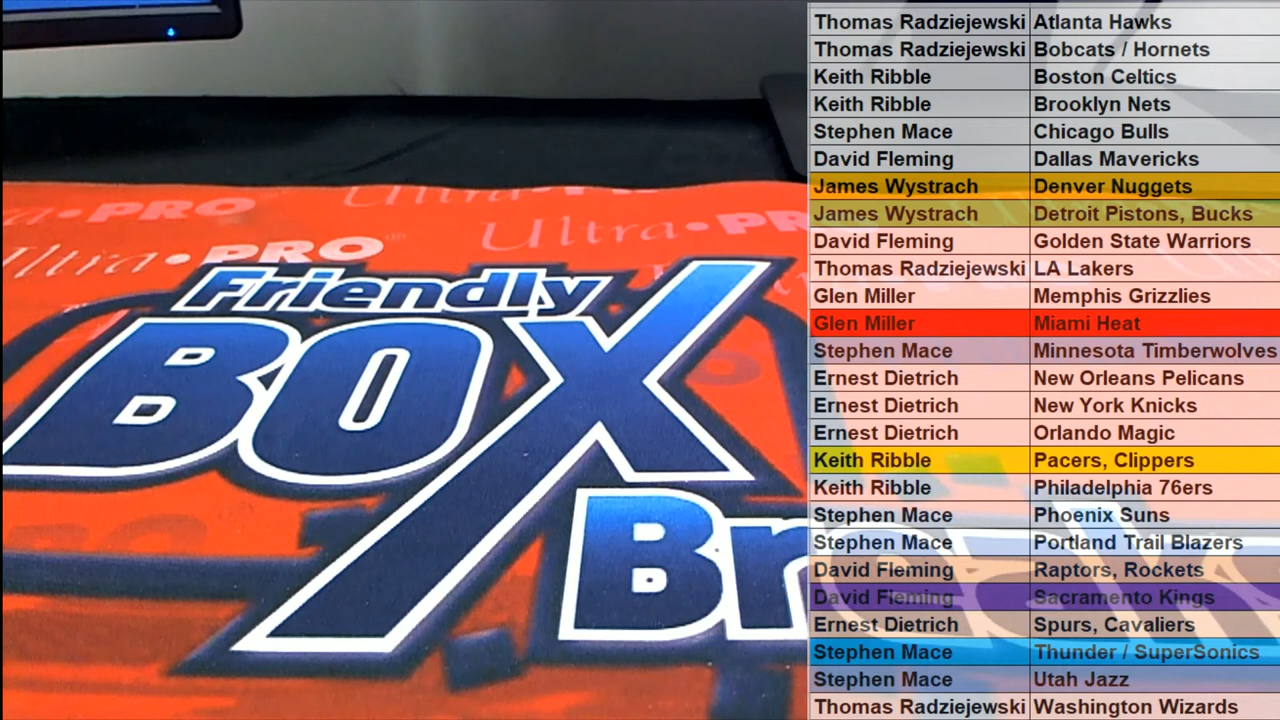 Ultra•PRO
Ultra•PRO
Ultra•PR
Friendly
BOX
Br
Thomas Radziejewski Atlanta Hawks
Thomas Radziejewski Bobcats / Hornets
Keith Ribble Boston Celtics
Keith Ribble Brooklyn Nets
Stephen Mace Chicago Bulls
David Fleming Dallas Mavericks
James Wystrach Denver Nuggets
James Wystrach Detroit Pistons, Bucks
David Fleming Golden State Warriors
Thomas Radziejewski LA Lakers
Glen Miller Memphis Grizzlies
Glen Miller Miami Heat
Stephen Mace Minnesota Timberwolves
Ernest Dietrich New Orleans Pelicans
Ernest Dietrich New York Knicks
Ernest Dietrich Orlando Magic
Keith Ribble Pacers, Clippers
Keith Ribble Philadelphia 76ers
Stephen Mace Phoenix Suns
Stephen Mace Portland Trail Blazers
David Fleming Raptors, Rockets
David Fleming Sacramento Kings
Ernest Dietrich Spurs, Cavaliers
Stephen Mace Thunder / SuperSonics
Stephen Mace Utah Jazz
Thomas Radziejewski Washington Wizards